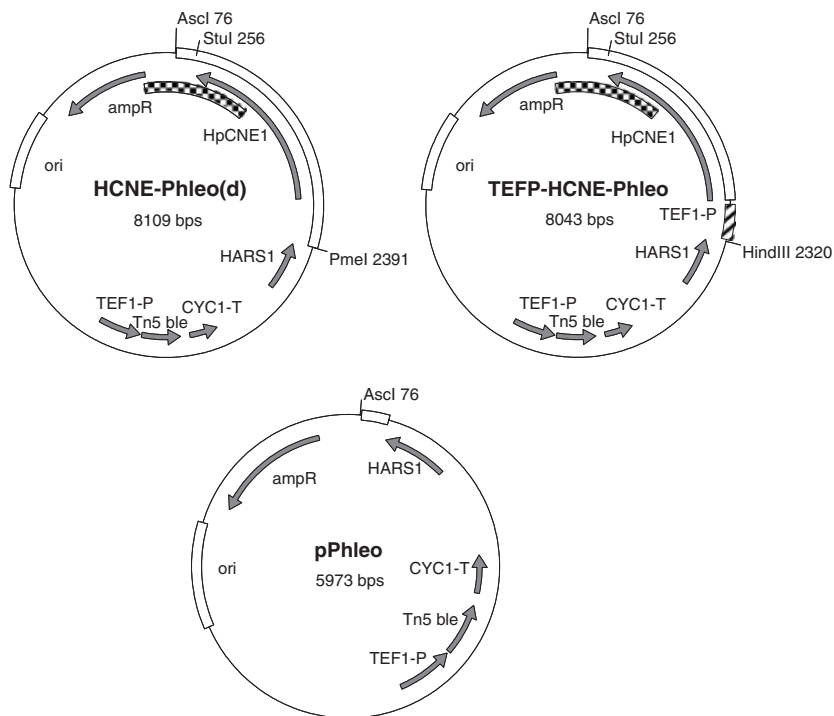 AscI 76
StuI 256
ampR
HpCNE1
ori
HCNE-Phleo(d)
8109 bps
HARS1
PmeI 2391
TEF1-P
Tn5 ble
CYC1-T
AscI 76
StuI 256
ampR
HpCNE1
ori
TEFP-HCNE-Phleo
8043 bps
TEF1-P
HARS1
HindIII 2320
TEF1-P
Tn5 ble
CYC1-T
AscI 76
HARS1
ampR
pPhleo
5973 bps
ori
CYC1-T
Tn5 ble
TEF1-P